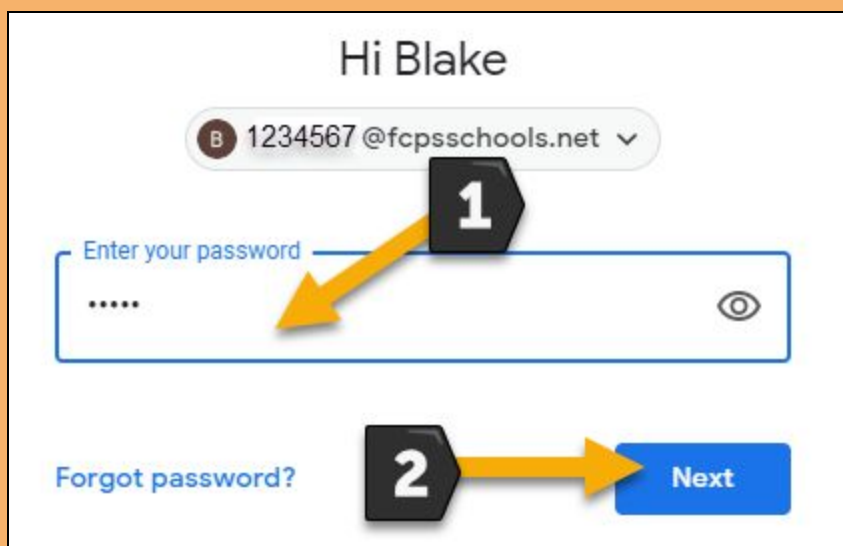 Hi Blake
B 1234567 @fcpsschools.net
1
Enter your password
•••••
Forgot password?
2
Next